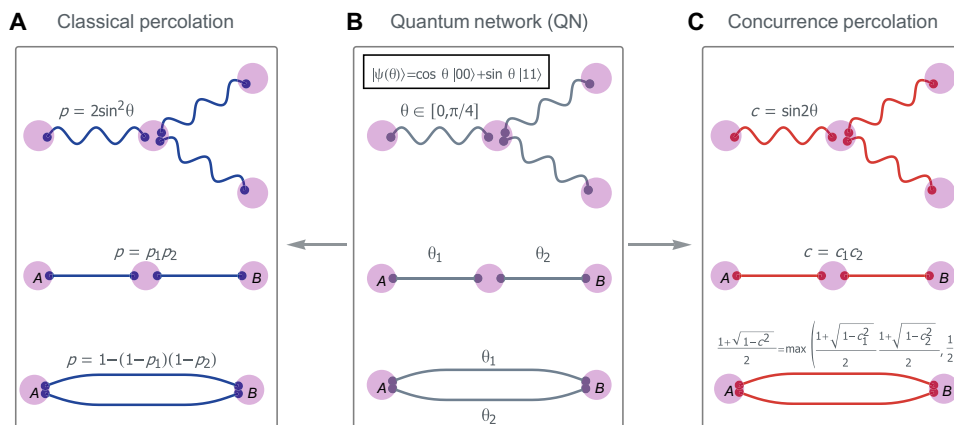 A Classical percolation
p = 2sin²θ
p = p₁p₂
A B
p = 1−(1−p₁)(1−p₂)
A B
B Quantum network (QN)
|ψ(θ)⟩=cos θ |00⟩+sin θ |11⟩
θ ∈ [0,π/4]
θ₁ θ₂
A B
θ₁
A B
θ₂
C Concurrence percolation
c = sin2θ
c = c₁c₂
A B
(1+√(1−c²))/2 = max ((1+√(1−c₁²))/2 (1+√(1−c₂²))/2, 1/2
A B